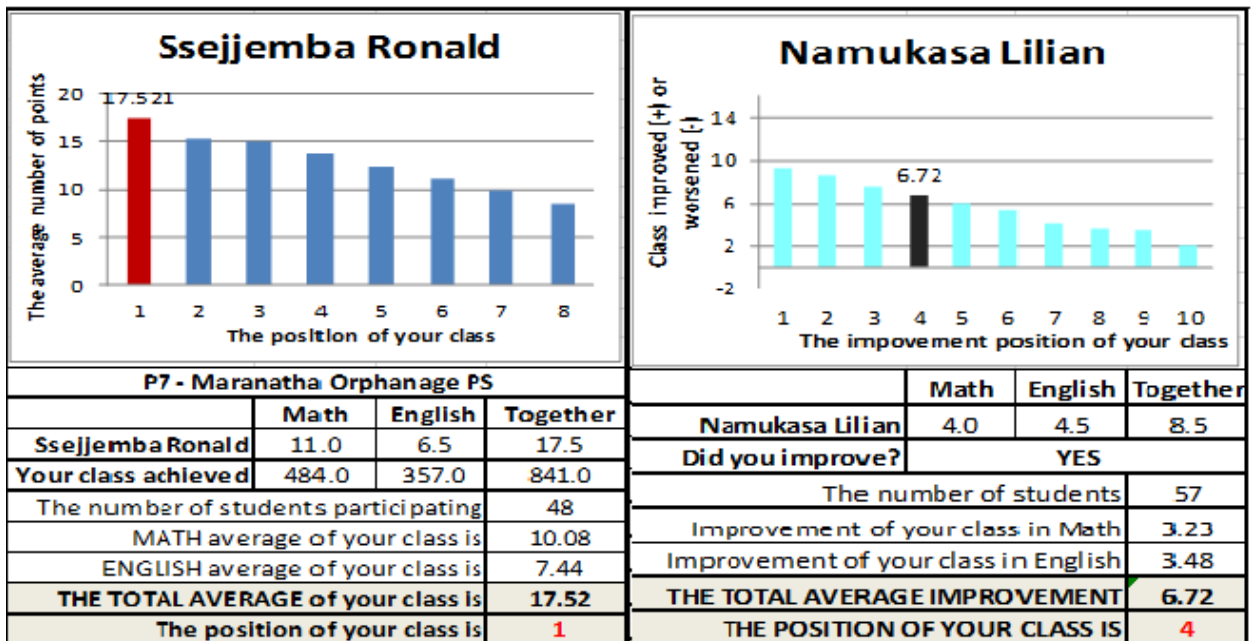 Ssejjemba Ronald
The average number of points
20
15
10
5
0
17.521
1 2 3 4 5 6 7 8
The position of your class
P7 - Maranatha Orphanage PS
Math English Together
Ssejjemba Ronald 11.0 6.5 17.5
Your class achieved 484.0 357.0 841.0
The number of students participating 48
MATH average of your class is 10.08
ENGLISH average of your class is 7.44
THE TOTAL AVERAGE of your class is 17.52
The position of your class is 1
Namukasa Lilian
Class improved (+) or
worsened (-)
14
10
6
2
-2
6.72
1 2 3 4 5 6 7 8 9 10
The impovement position of your class
Math English Together
Namukasa Lilian 4.0 4.5 8.5
Did you improve? YES
The number of students 57
Improvement of your class in Math 3.23
Improvement of your class in English 3.48
THE TOTAL AVERAGE IMPROVEMENT 6.72
THE POSITION OF YOUR CLASS IS 4